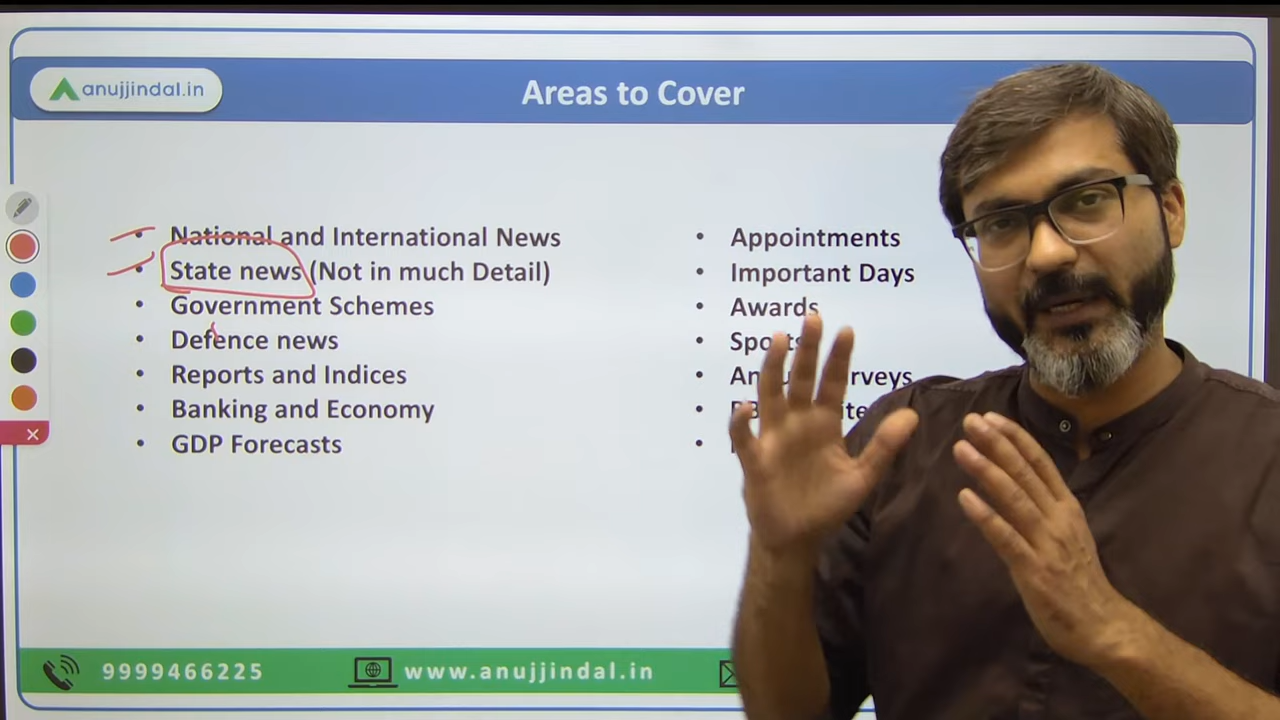 anujjindal.in
Areas to Cover
• National and International News
• State news (Not in much Detail)
• Government Schemes
• Defence news
• Reports and Indices
• Banking and Economy
• GDP Forecasts
• Appointments
• Important Days
• Awards
• Sports
9999466225
www.anujjindal.in